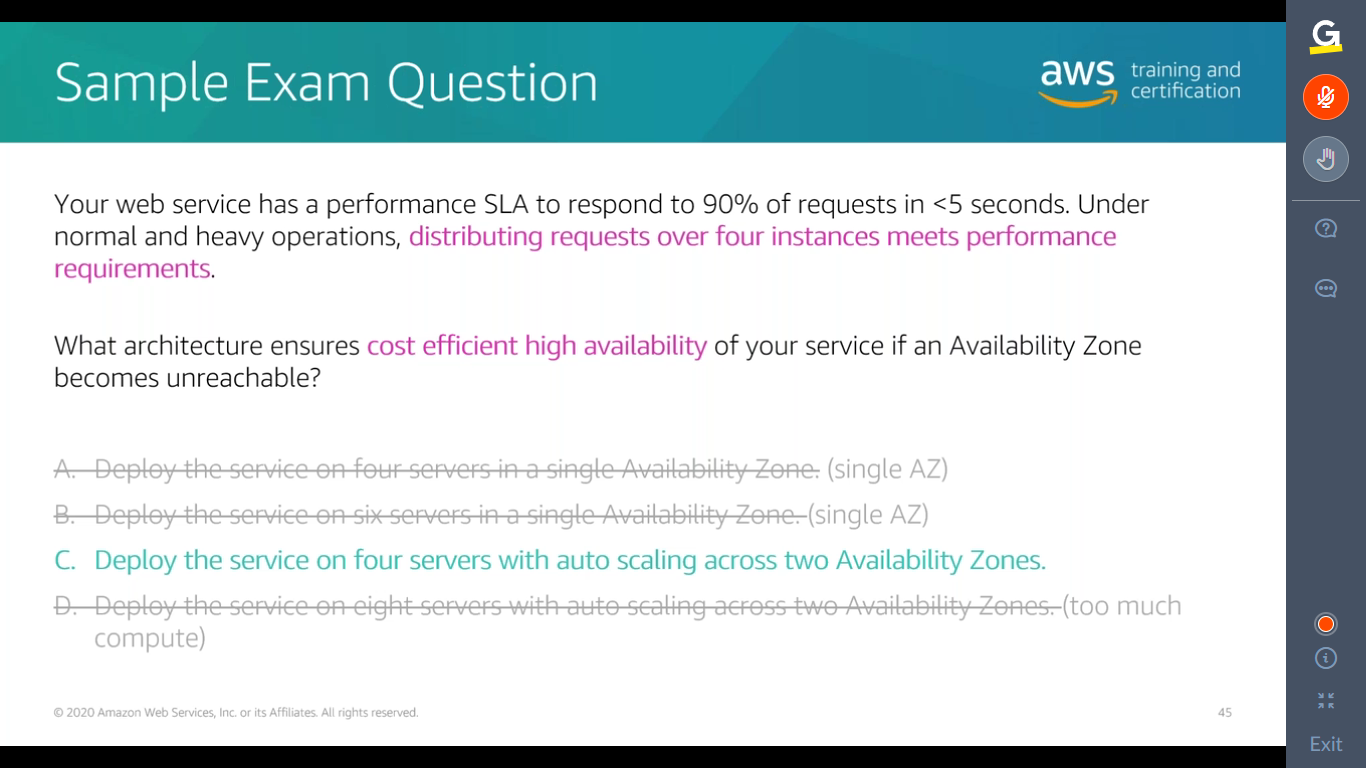 Sample Exam Question
aws training and
certification
G
Your web service has a performance SLA to respond to 90% of requests in <5 seconds. Under
normal and heavy operations, distributing requests over four instances meets performance
requirements.
What architecture ensures cost efficient high availability of your service if an Availability Zone
becomes unreachable?
A. Deploy the service on four servers in a single Availability Zone. (single AZ)
B. Deploy the service on six servers in a single Availability Zone. (single AZ)
C. Deploy the service on four servers with auto scaling across two Availability Zones.
D. Deploy the service on eight servers with auto scaling across two Availability Zones. (too much
compute)
© 2020 Amazon Web Services, Inc. or its Affiliates. All rights reserved.
45
Exit